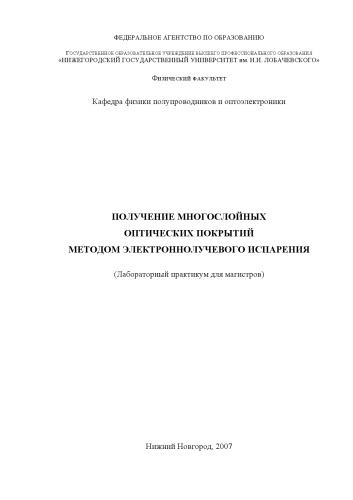 ФЕДЕРАЛЬНОЕ АГЕНТСТВО ПО ОБРАЗОВАНИЮ
ГОСУДАРСТВЕННОЕ ОБРАЗОВАТЕЛЬНОЕ УЧРЕЖДЕНИЕ ВЫСШЕГО ПРОФЕССИОНАЛЬНОГО ОБРАЗОВАНИЯ
«НИЖЕГОРОДСКИЙ ГОСУДАРСТВЕННЫЙ УНИВЕРСИТЕТ им. Н.И. ЛОБАЧЕВСКОГО»
ФИЗИЧЕСКИЙ ФАКУЛЬТЕТ
Кафедра физики полупроводников и оптоэлектроники
ПОЛУЧЕНИЕ МНОГОСЛОЙНЫХ
ОПТИЧЕСКИХ ПОКРЫТИЙ
МЕТОДОМ ЭЛЕКТРОННОЛУЧЕВОГО ИСПАРЕНИЯ
(Лабораторный практикум для магистров)
Нижний Новгород, 2007